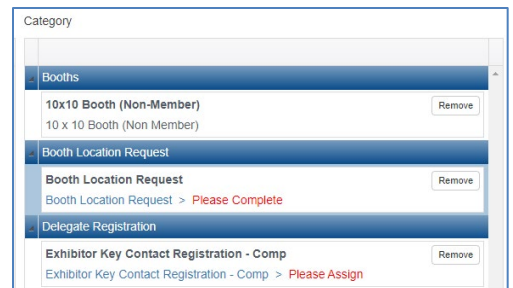 Category
Booths
10x10 Booth (Non-Member)
Remove
10 x 10 Booth (Non Member)
Booth Location Request
Booth Location Request
Remove
Booth Location Request > Please Complete
Delegate Registration
Exhibitor Key Contact Registration - Comp
Remove
Exhibitor Key Contact Registration - Comp > Please Assign